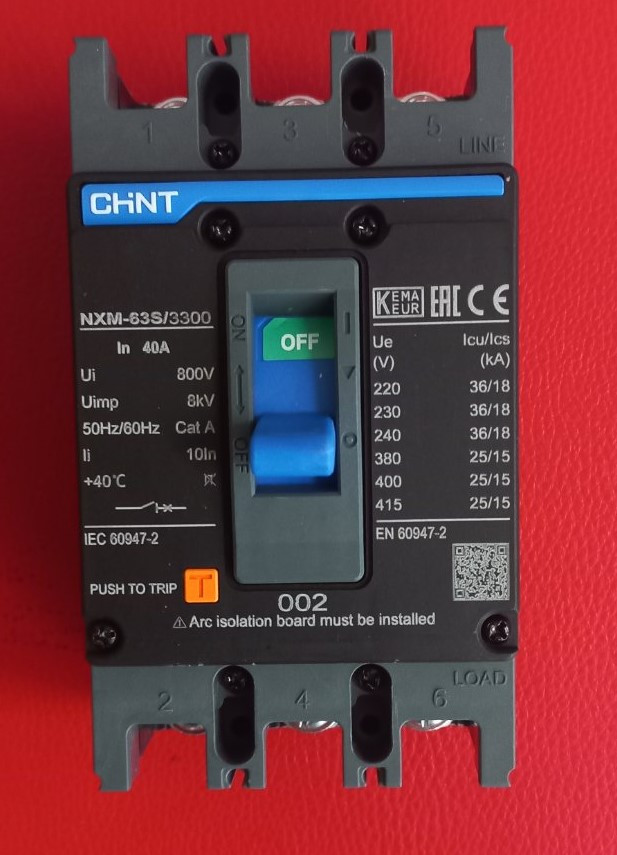 1 3 5
LINE
CHiNT
NXM-63S/3300
In 40A
Ui 800V
Uimp 8kV
50Hz/60Hz Cat A
Ii 10In
+40℃
IEC 60947-2
PUSH TO TRIP T
ON
OFF
OFF
I
O
KEMA EUR EAC CE
Ue (V) Icu/Ics (kA)
220 36/18
230 36/18
240 36/18
380 25/15
400 25/15
415 25/15
EN 60947-2
002
⚠ Arc isolation board must be installed
LOAD
2 4 6